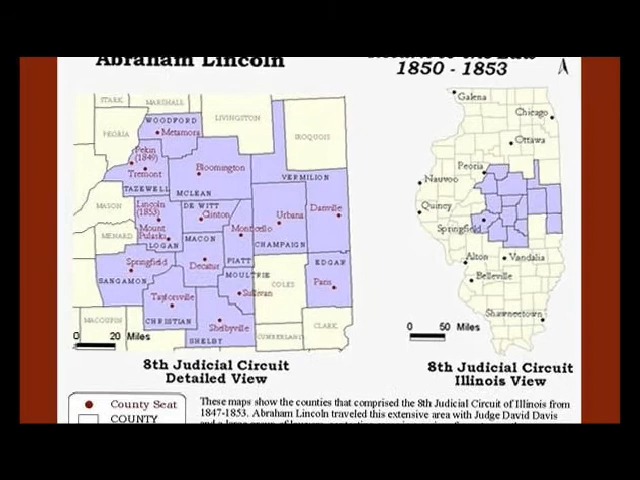 Abraham Lincoln
1850 - 1853
STARK
MARSHALL
WOODFORD
LIVINGSTON
IROQUOIS
PEORIA
Metamora
Pekin
(1849)
Tremont
Bloomington
TAZEWELL
MCLEAN
VERMILION
MASON
Lincoln
(1853)
DE WITT
Clinton
Urbana
Danville
Mount
Pulaski
Monticello
MENARD
LOGAN
MACON
CHAMPAIGN
Springfield
Decatur
PIATT
EDGAR
SANGAMON
MOULTRIE
COLES
Paris
Taylorsville
Sullivan
MACOUPIN
CHRISTIAN
Shelbyville
CLARK
SHELBY
CUMBERLAND
0 20 Miles
8th Judicial Circuit
Detailed View
Galena
Chicago
Ottawa
Peoria
Nauvoo
Quincy
Springfield
Alton
Vandalia
Belleville
Shawneetown
0 50 Miles
8th Judicial Circuit
Illinois View
County Seat
COUNTY
These maps show the counties that comprised the 8th Judicial Circuit of Illinois from
1847-1853. Abraham Lincoln traveled this extensive area with Judge David Davis